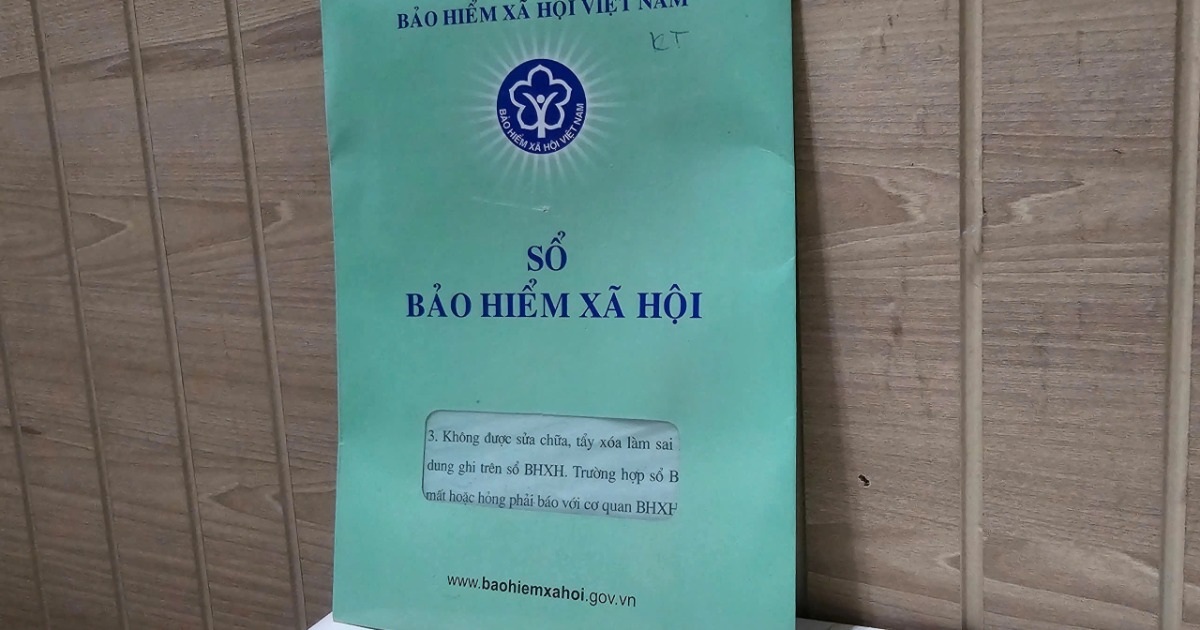 BẢO HIỂM XÃ HỘI VIỆT NAM
KT
BẢO HIỂM XÃ HỘI VIỆT NAM
SỔ
BẢO HIỂM XÃ HỘI
3. Không được sửa chữa, tẩy xóa làm sai
dung ghi trên sổ BHXH. Trường hợp sổ B
mất hoặc hỏng phải báo với cơ quan BHXH
www.baohiemxahoi.gov.vn